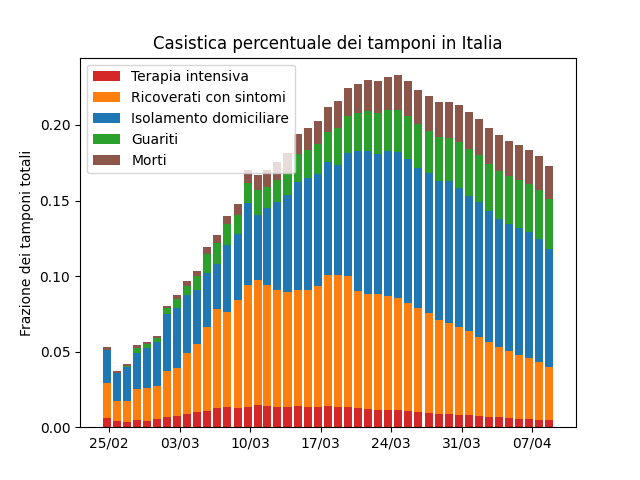 Casistica percentuale dei tamponi in Italia
Terapia intensiva
Ricoverati con sintomi
Isolamento domiciliare
Guariti
Morti
Frazione dei tamponi totali
0.20
0.15
0.10
0.05
0.00
25/02 03/03 10/03 17/03 24/03 31/03 07/04